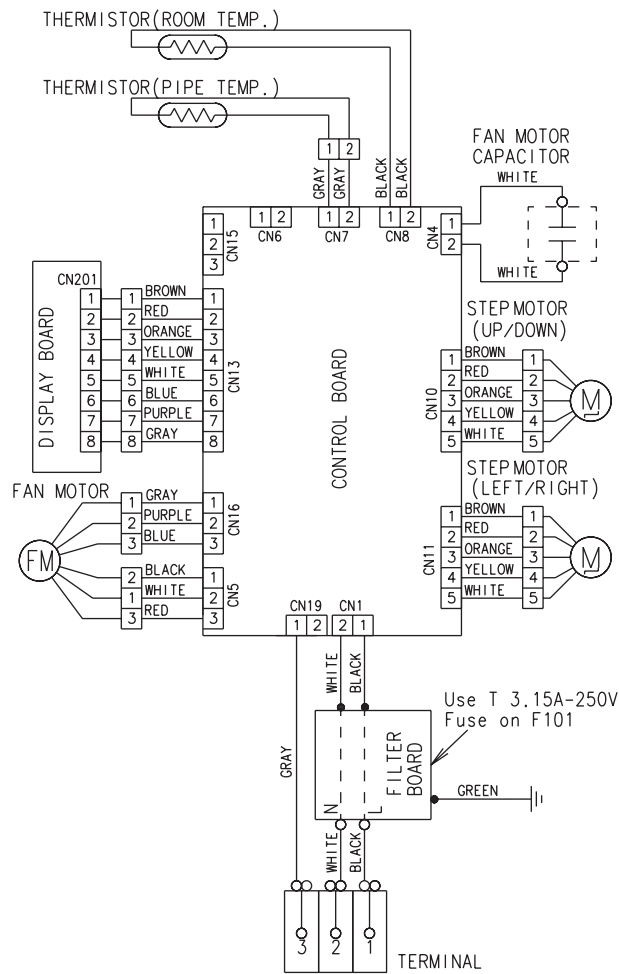 THERMISTOR(ROOM TEMP.)
THERMISTOR(PIPE TEMP.)
1 2
GRAY
GRAY
BLACK
BLACK
FAN MOTOR
CAPACITOR
WHITE
WHITE
1 2
CN6
1 2
CN7
1 2
CN8
1
2
CN4
1
2
3
CN15
DISPLAY BOARD
CN201
1 1 BROWN 1
2 2 RED 2
3 3 ORANGE 3
4 4 YELLOW 4
5 5 WHITE 5
6 6 BLUE 6
7 7 PURPLE 7
8 8 GRAY 8
CN13
CONTROL BOARD
STEP MOTOR
(UP/DOWN)
1 BROWN 1
2 RED 2
3 ORANGE 3
4 YELLOW 4
5 WHITE 5
CN10
M
STEP MOTOR
(LEFT/RIGHT)
1 BROWN 1
2 RED 2
3 ORANGE 3
4 YELLOW 4
5 WHITE 5
CN11
M
FAN MOTOR
FM
1 GRAY 1
2 PURPLE 2
3 BLUE 3
CN16
2 BLACK 1
1 WHITE 2
3 RED 3
CN5
CN19 CN1
1 2 2 1
WHITE
BLACK
GRAY
Use T 3.15A-250V
Fuse on F101
FILTER
BOARD
N
L
GREEN
WHITE
BLACK
3 2 1
TERMINAL